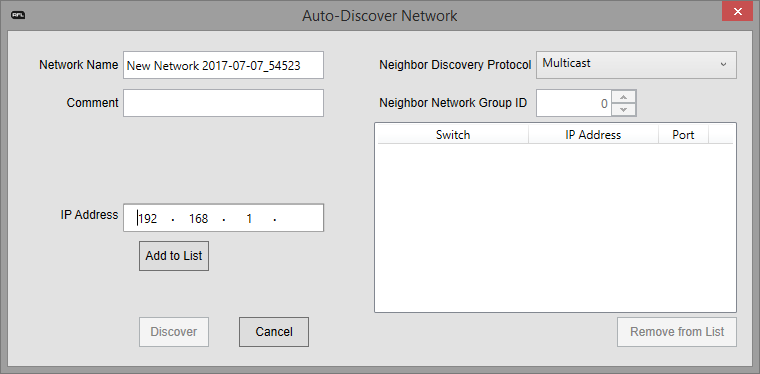 AFL
Auto-Discover Network
Network Name New Network 2017-07-07_54523
Comment
IP Address 192 . 168 . 1 .
Add to List
Discover Cancel
Neighbor Discovery Protocol Multicast
Neighbor Network Group ID 0
Switch IP Address Port
Remove from List